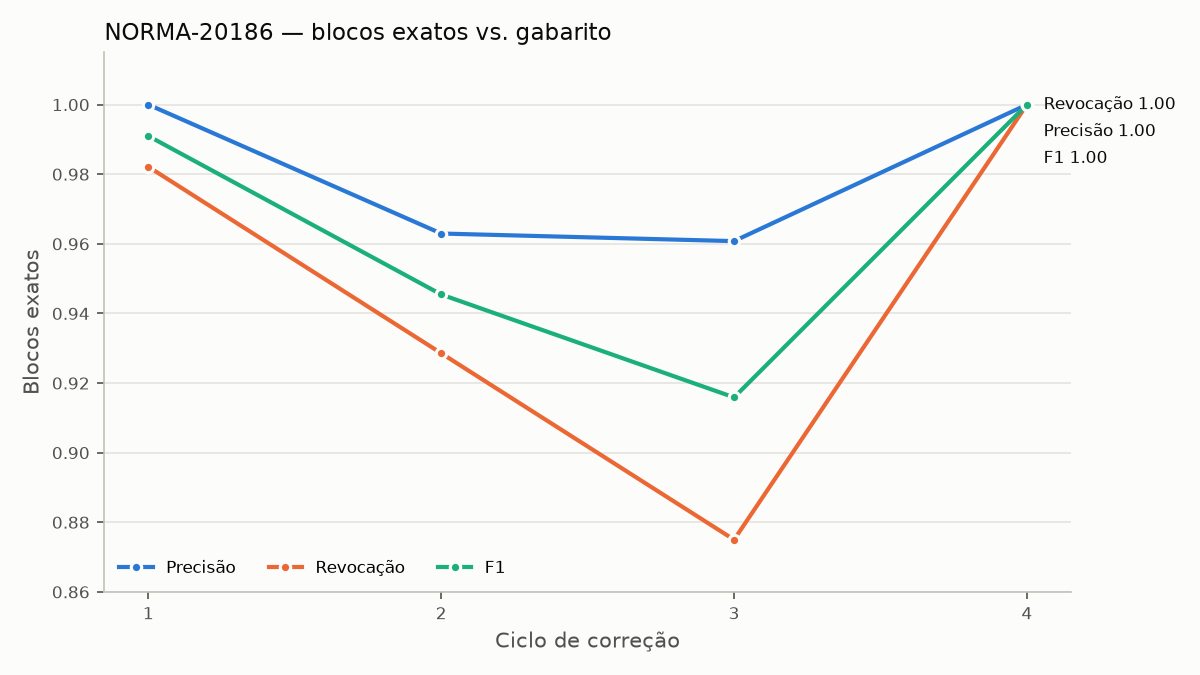 NORMA-20186 — blocos exatos vs. gabarito
Blocos exatos
1.00
0.98
0.96
0.94
0.92
0.90
0.88
0.86
Revocação 1.00
Precisão 1.00
F1 1.00
Precisão
Revocação
F1
1
2
3
4
Ciclo de correção